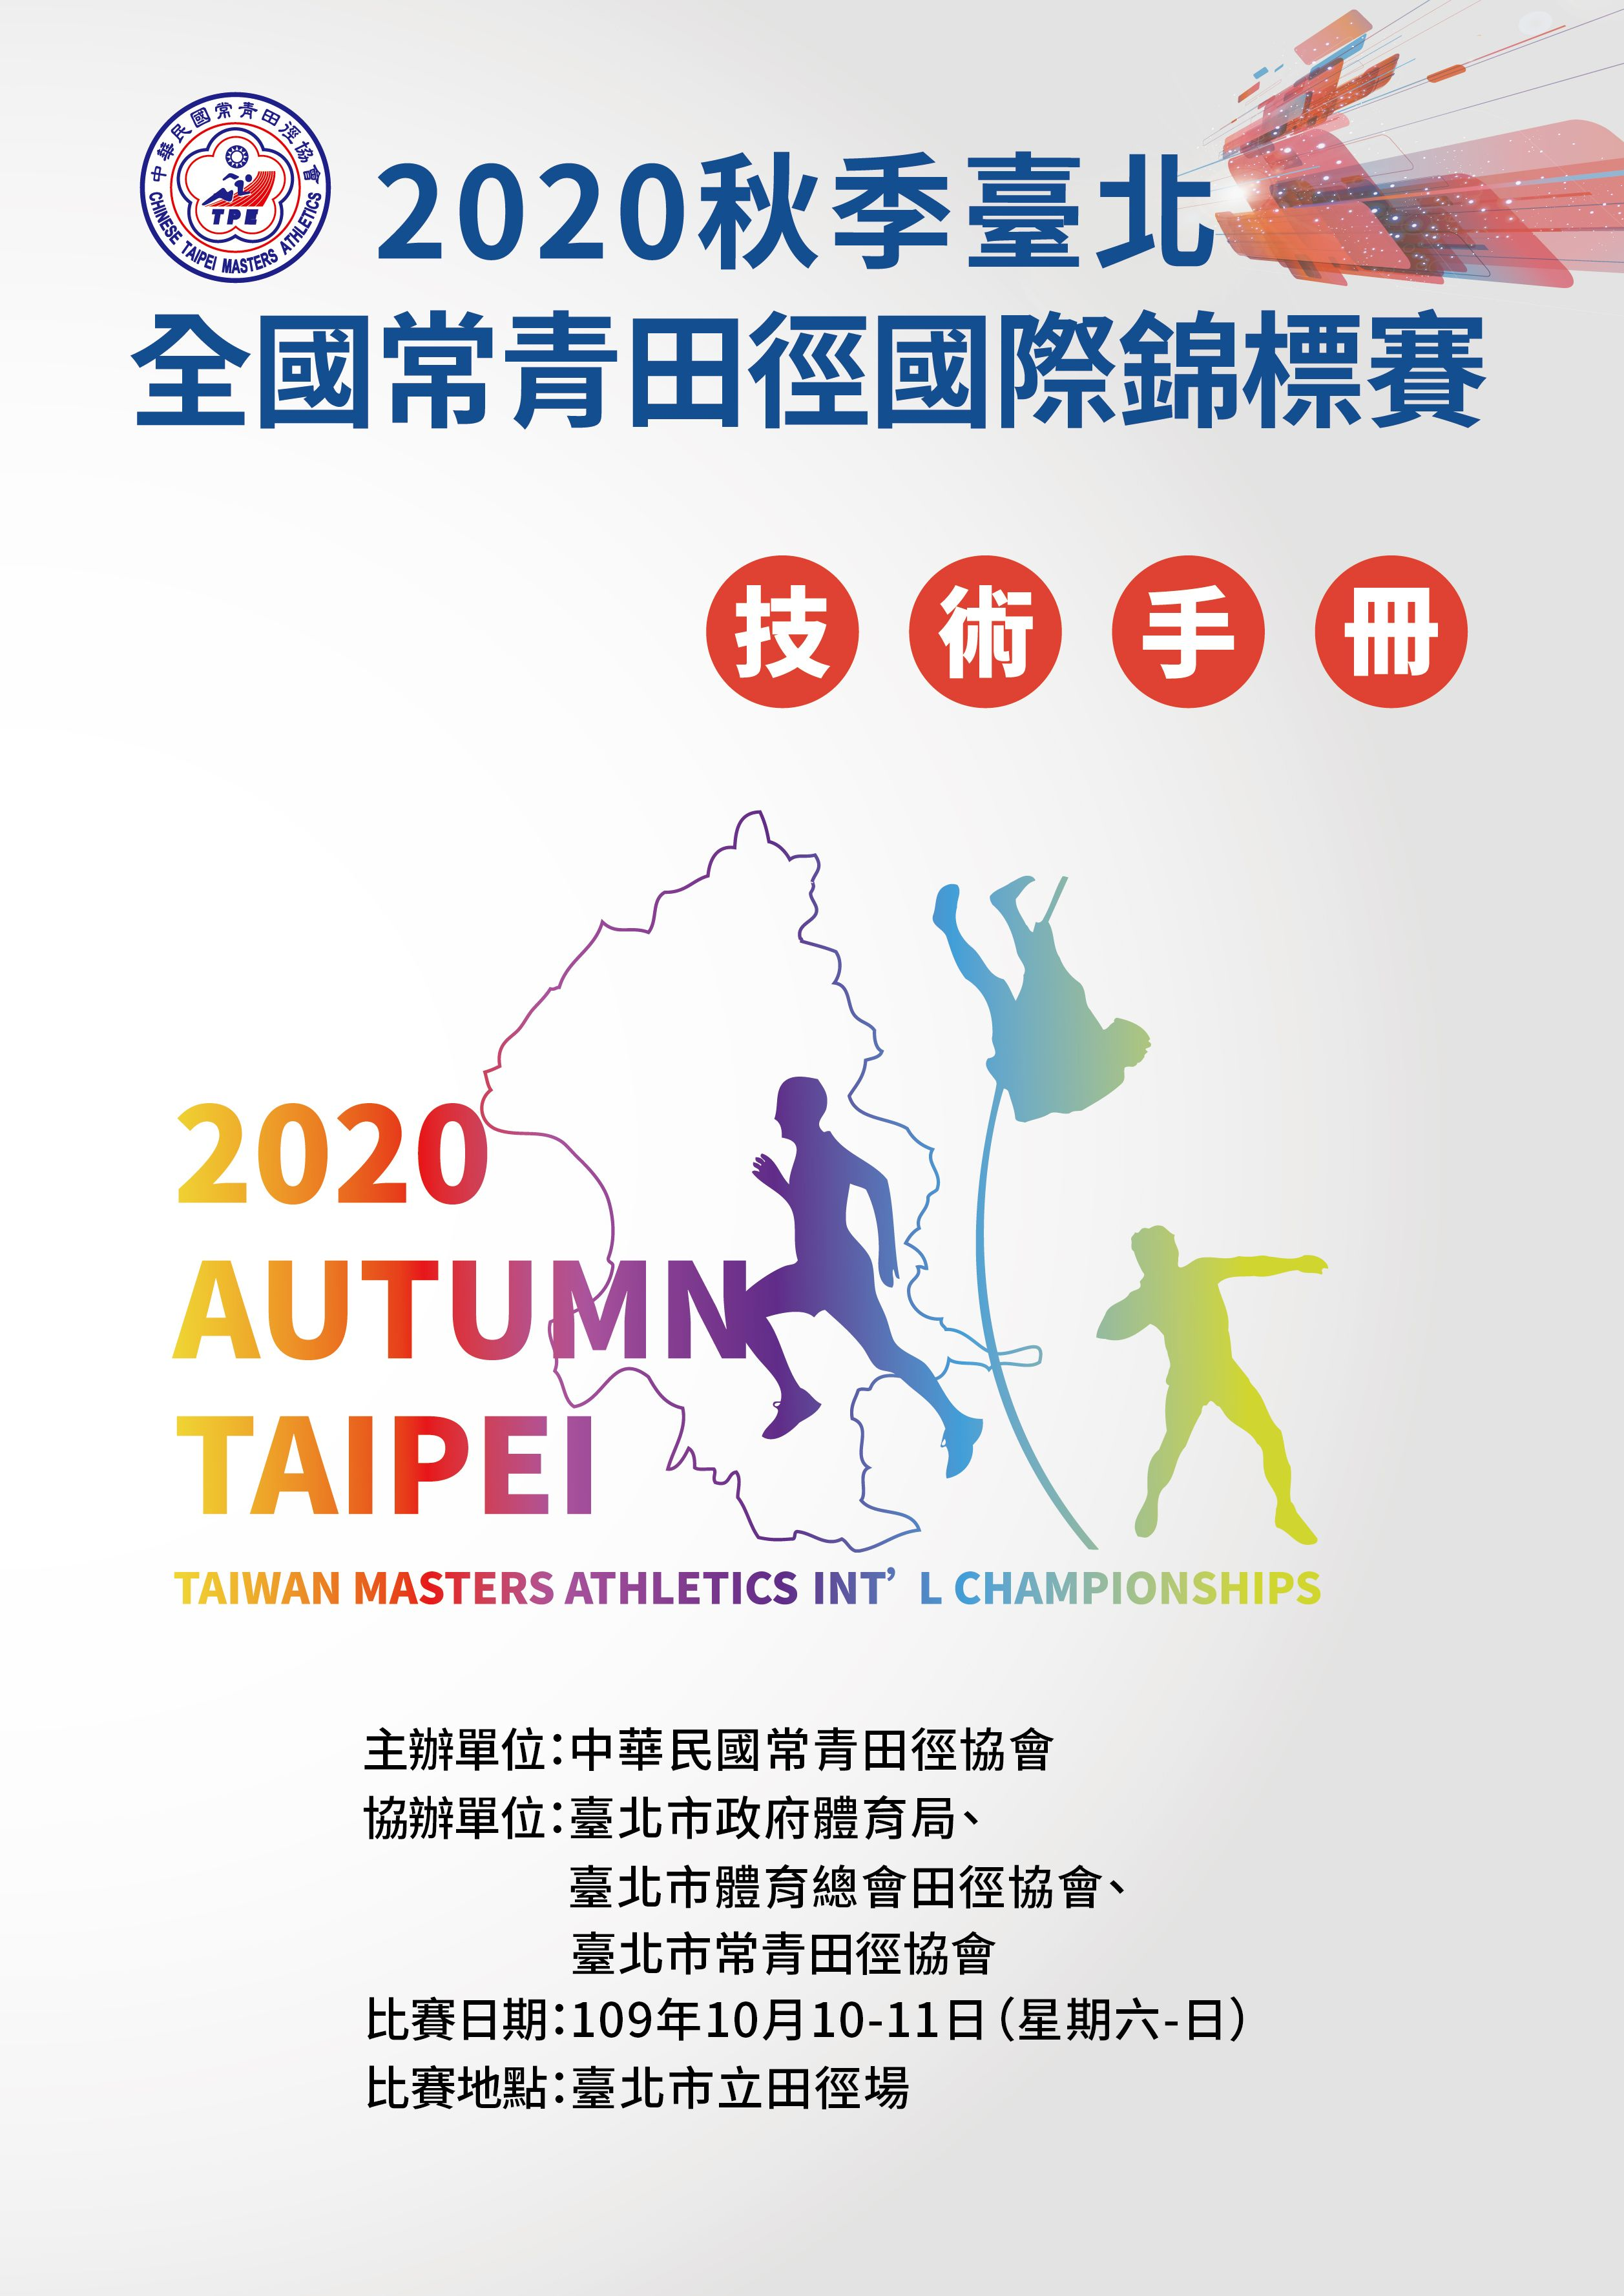 中華民國常青田徑協會
CHINESE TAIPEI MASTERS ATHLETICS
TPE
2020秋季臺北
全國常青田徑國際錦標賽
技術手冊
2020
AUTUMN
TAIPEI
TAIWAN MASTERS ATHLETICS INT'L CHAMPIONSHIPS
主辦單位：中華民國常青田徑協會
協辦單位：臺北市政府體育局、
臺北市體育總會田徑協會、
臺北市常青田徑協會
比賽日期：109年10月10-11日（星期六-日）
比賽地點：臺北市立田徑場